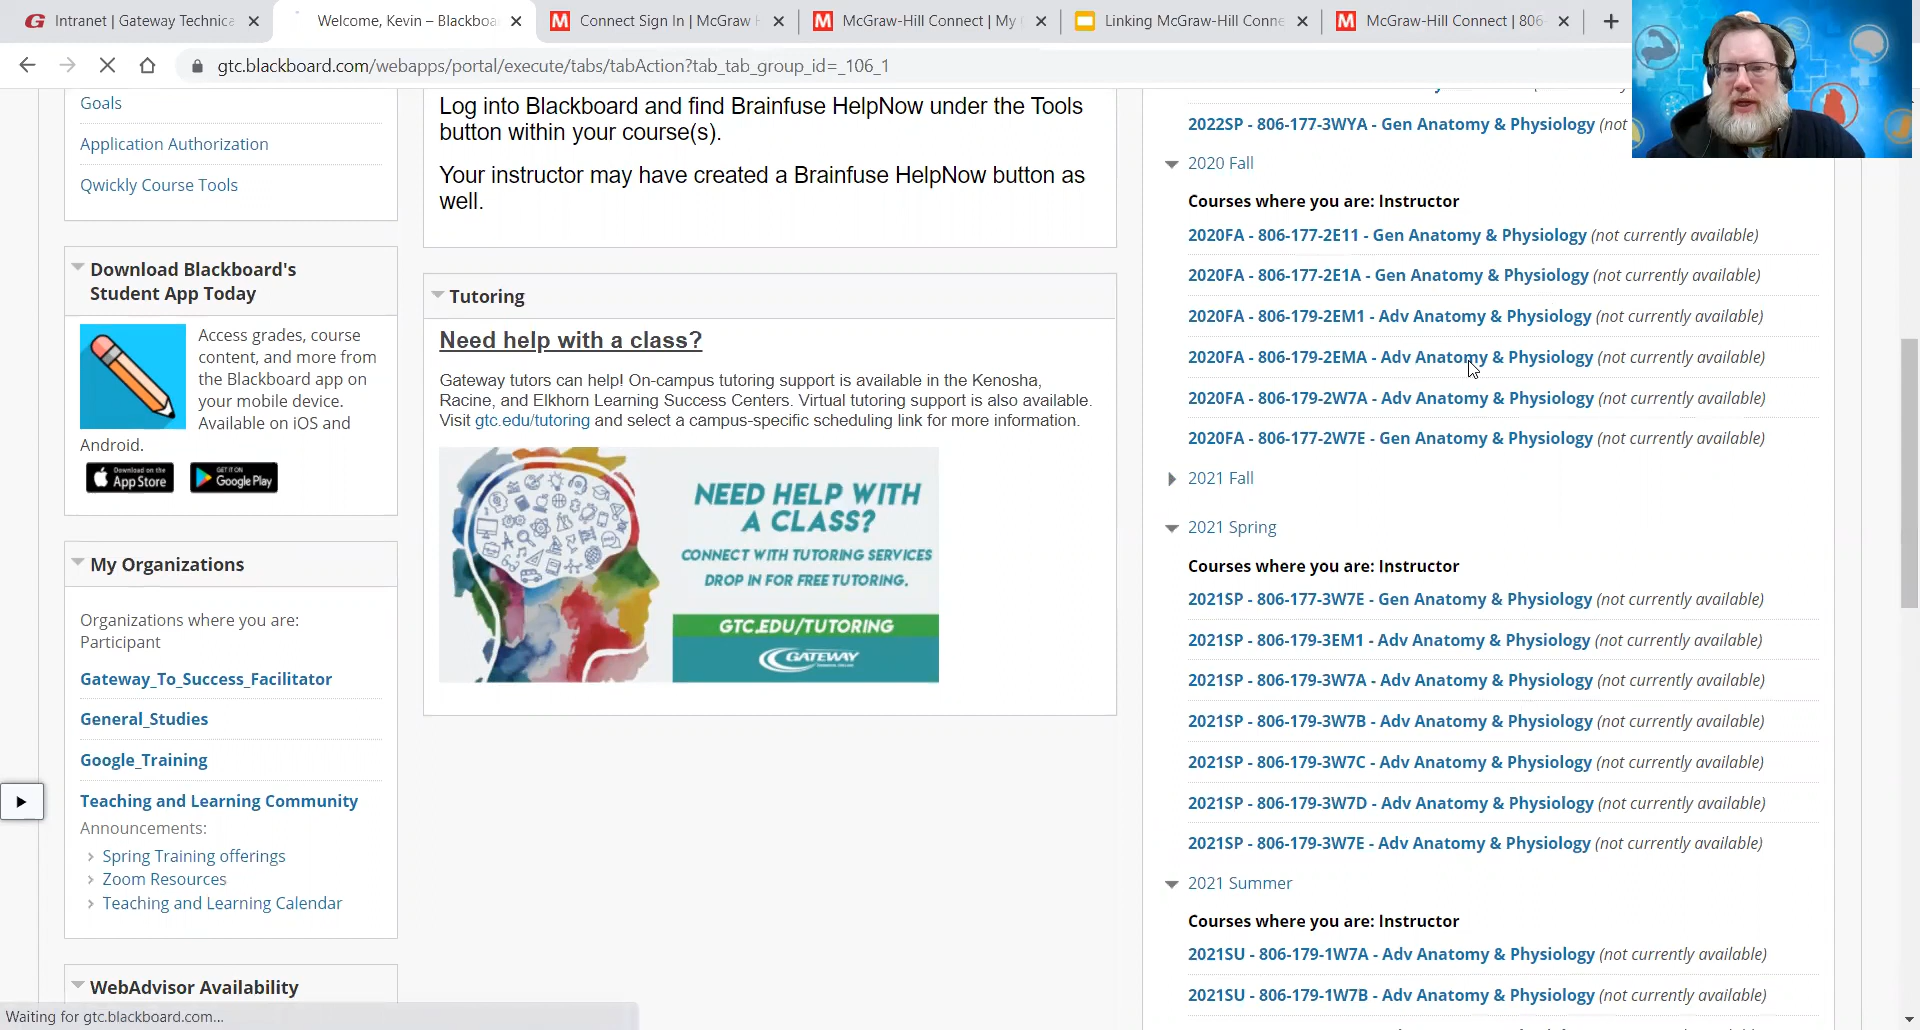 Intranet | Gateway Technica
Welcome, Kevin – Blackboa
Connect Sign In | McGraw H
McGraw-Hill Connect | My
Linking McGraw-Hill Conne
McGraw-Hill Connect | 806-
gtc.blackboard.com/webapps/portal/execute/tabs/tabAction?tab_tab_group_id=_106_1
Goals
Application Authorization
Qwickly Course Tools
Download Blackboard's
Student App Today
Access grades, course
content, and more from
the Blackboard app on
your mobile device.
Available on iOS and
Android.
Download on the
App Store
GET IT ON
Google Play
My Organizations
Organizations where you are:
Participant
Gateway_To_Success_Facilitator
General_Studies
Google_Training
Teaching and Learning Community
Announcements:
Spring Training offerings
Zoom Resources
Teaching and Learning Calendar
WebAdvisor Availability
Waiting for gtc.blackboard.com...
Log into Blackboard and find Brainfuse HelpNow under the Tools
button within your course(s).
Your instructor may have created a Brainfuse HelpNow button as
well.
Tutoring
Need help with a class?
Gateway tutors can help! On-campus tutoring support is available in the Kenosha,
Racine, and Elkhorn Learning Success Centers. Virtual tutoring support is also available.
Visit gtc.edu/tutoring and select a campus-specific scheduling link for more information.
NEED HELP WITH
A CLASS?
CONNECT WITH TUTORING SERVICES
DROP IN FOR FREE TUTORING.
GTC.EDU/TUTORING
GATEWAY
2022SP - 806-177-3WYA - Gen Anatomy & Physiology (not
2020 Fall
Courses where you are: Instructor
2020FA - 806-177-2E11 - Gen Anatomy & Physiology (not currently available)
2020FA - 806-177-2E1A - Gen Anatomy & Physiology (not currently available)
2020FA - 806-179-2EM1 - Adv Anatomy & Physiology (not currently available)
2020FA - 806-179-2EMA - Adv Anatomy & Physiology (not currently available)
2020FA - 806-179-2W7A - Adv Anatomy & Physiology (not currently available)
2020FA - 806-177-2W7E - Gen Anatomy & Physiology (not currently available)
2021 Fall
2021 Spring
Courses where you are: Instructor
2021SP - 806-177-3W7E - Gen Anatomy & Physiology (not currently available)
2021SP - 806-179-3EM1 - Adv Anatomy & Physiology (not currently available)
2021SP - 806-179-3W7A - Adv Anatomy & Physiology (not currently available)
2021SP - 806-179-3W7B - Adv Anatomy & Physiology (not currently available)
2021SP - 806-179-3W7C - Adv Anatomy & Physiology (not currently available)
2021SP - 806-179-3W7D - Adv Anatomy & Physiology (not currently available)
2021SP - 806-179-3W7E - Adv Anatomy & Physiology (not currently available)
2021 Summer
Courses where you are: Instructor
2021SU - 806-179-1W7A - Adv Anatomy & Physiology (not currently available)
2021SU - 806-179-1W7B - Adv Anatomy & Physiology (not currently available)